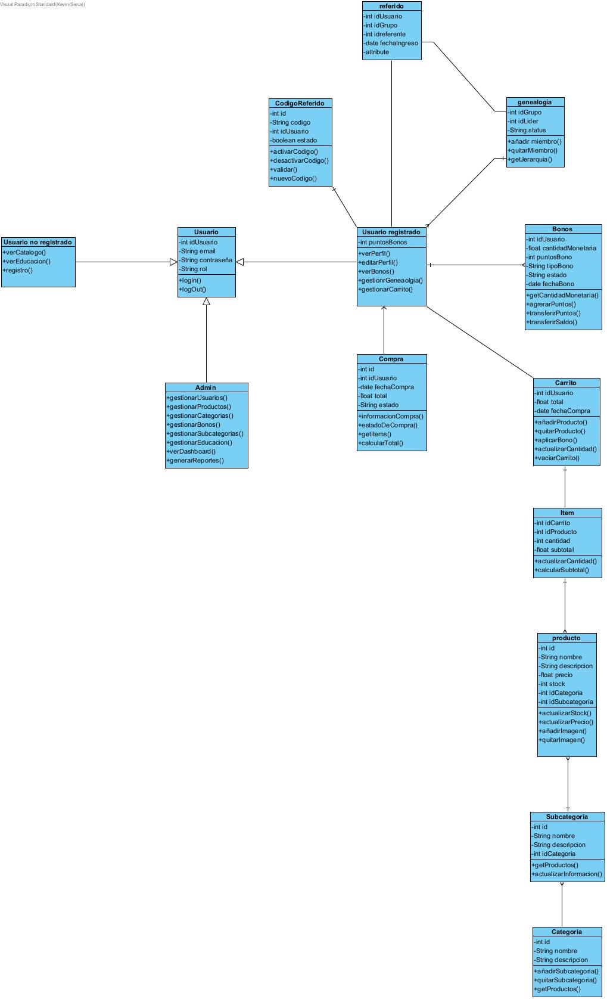 Visual Paradigm Standard(Kevin(Sena))
referido
-int idUsuario
-int idGrupo
-int idreferente
-date fechaIngreso
-attribute
CodigoReferido
-int id
-String codigo
-int idUsuario
-boolean estado
+activarCodigo()
+desactivarCodigo()
+validar()
+nuevoCodigo()
genealogía
-int idGrupo
-int idLider
-String status
+añadir miembro()
+quitarMiembro()
+getJerarquia()
Usuario no registrado
+verCatalogo()
+verEducacion()
+registro()
Usuario
-int idUsuario
-String email
-String contraseña
-String rol
+logIn()
+logOut()
Usuario registrado
-int puntosBonos
+verPerfil()
+editarPerfil()
+verBonos()
+gestionrGeneaolgia()
+gestionarCarrito()
Bonos
-int idUsuario
-float cantidadMonetaria
-int puntosBono
-String tipoBono
-String estado
-date fechaBono
+getCantidadMonetaria()
+agrerarPuntos()
+transferirPuntos()
+transferirSaldo()
Admin
+gestionarUsuarios()
+gestionarProductos()
+gestionarCategorias()
+gestionarBonos()
+gestionarSubcategorias()
+gestionarEducacion()
+verDashboard()
+generarReportes()
Compra
-int id
-int idUsuario
-date fechaCompra
-float total
-String estado
+informacionCompra()
+estadoDeCompra()
+getItems()
+calcularTotal()
Carrito
-int idUsuario
-float total
-date fechaCompra
+añadirProducto()
+quitarProducto()
+aplicarBono()
+actualizarCantidad()
+vaciarCarrito()
Item
-int idCarrito
-int idProducto
-int cantidad
-float subtotal
+actualizarCantidad()
+calcularSubtotal()
producto
-int id
-String nombre
-String descripcion
-float precio
-int stock
-int idCategoria
-int idSubcategoria
+actualizarStock()
+actualizarPrecio()
+añadirImagen()
+quitarImagen()
Subcategoria
-int id
-String nombre
-String descripcion
-int idCategoria
+getProductos()
+actualizarInformacion()
Categoria
-int id
-String nombre
-String descripcion
+añadirSubcategoria()
+quitarSubcategoria()
+getProductos()